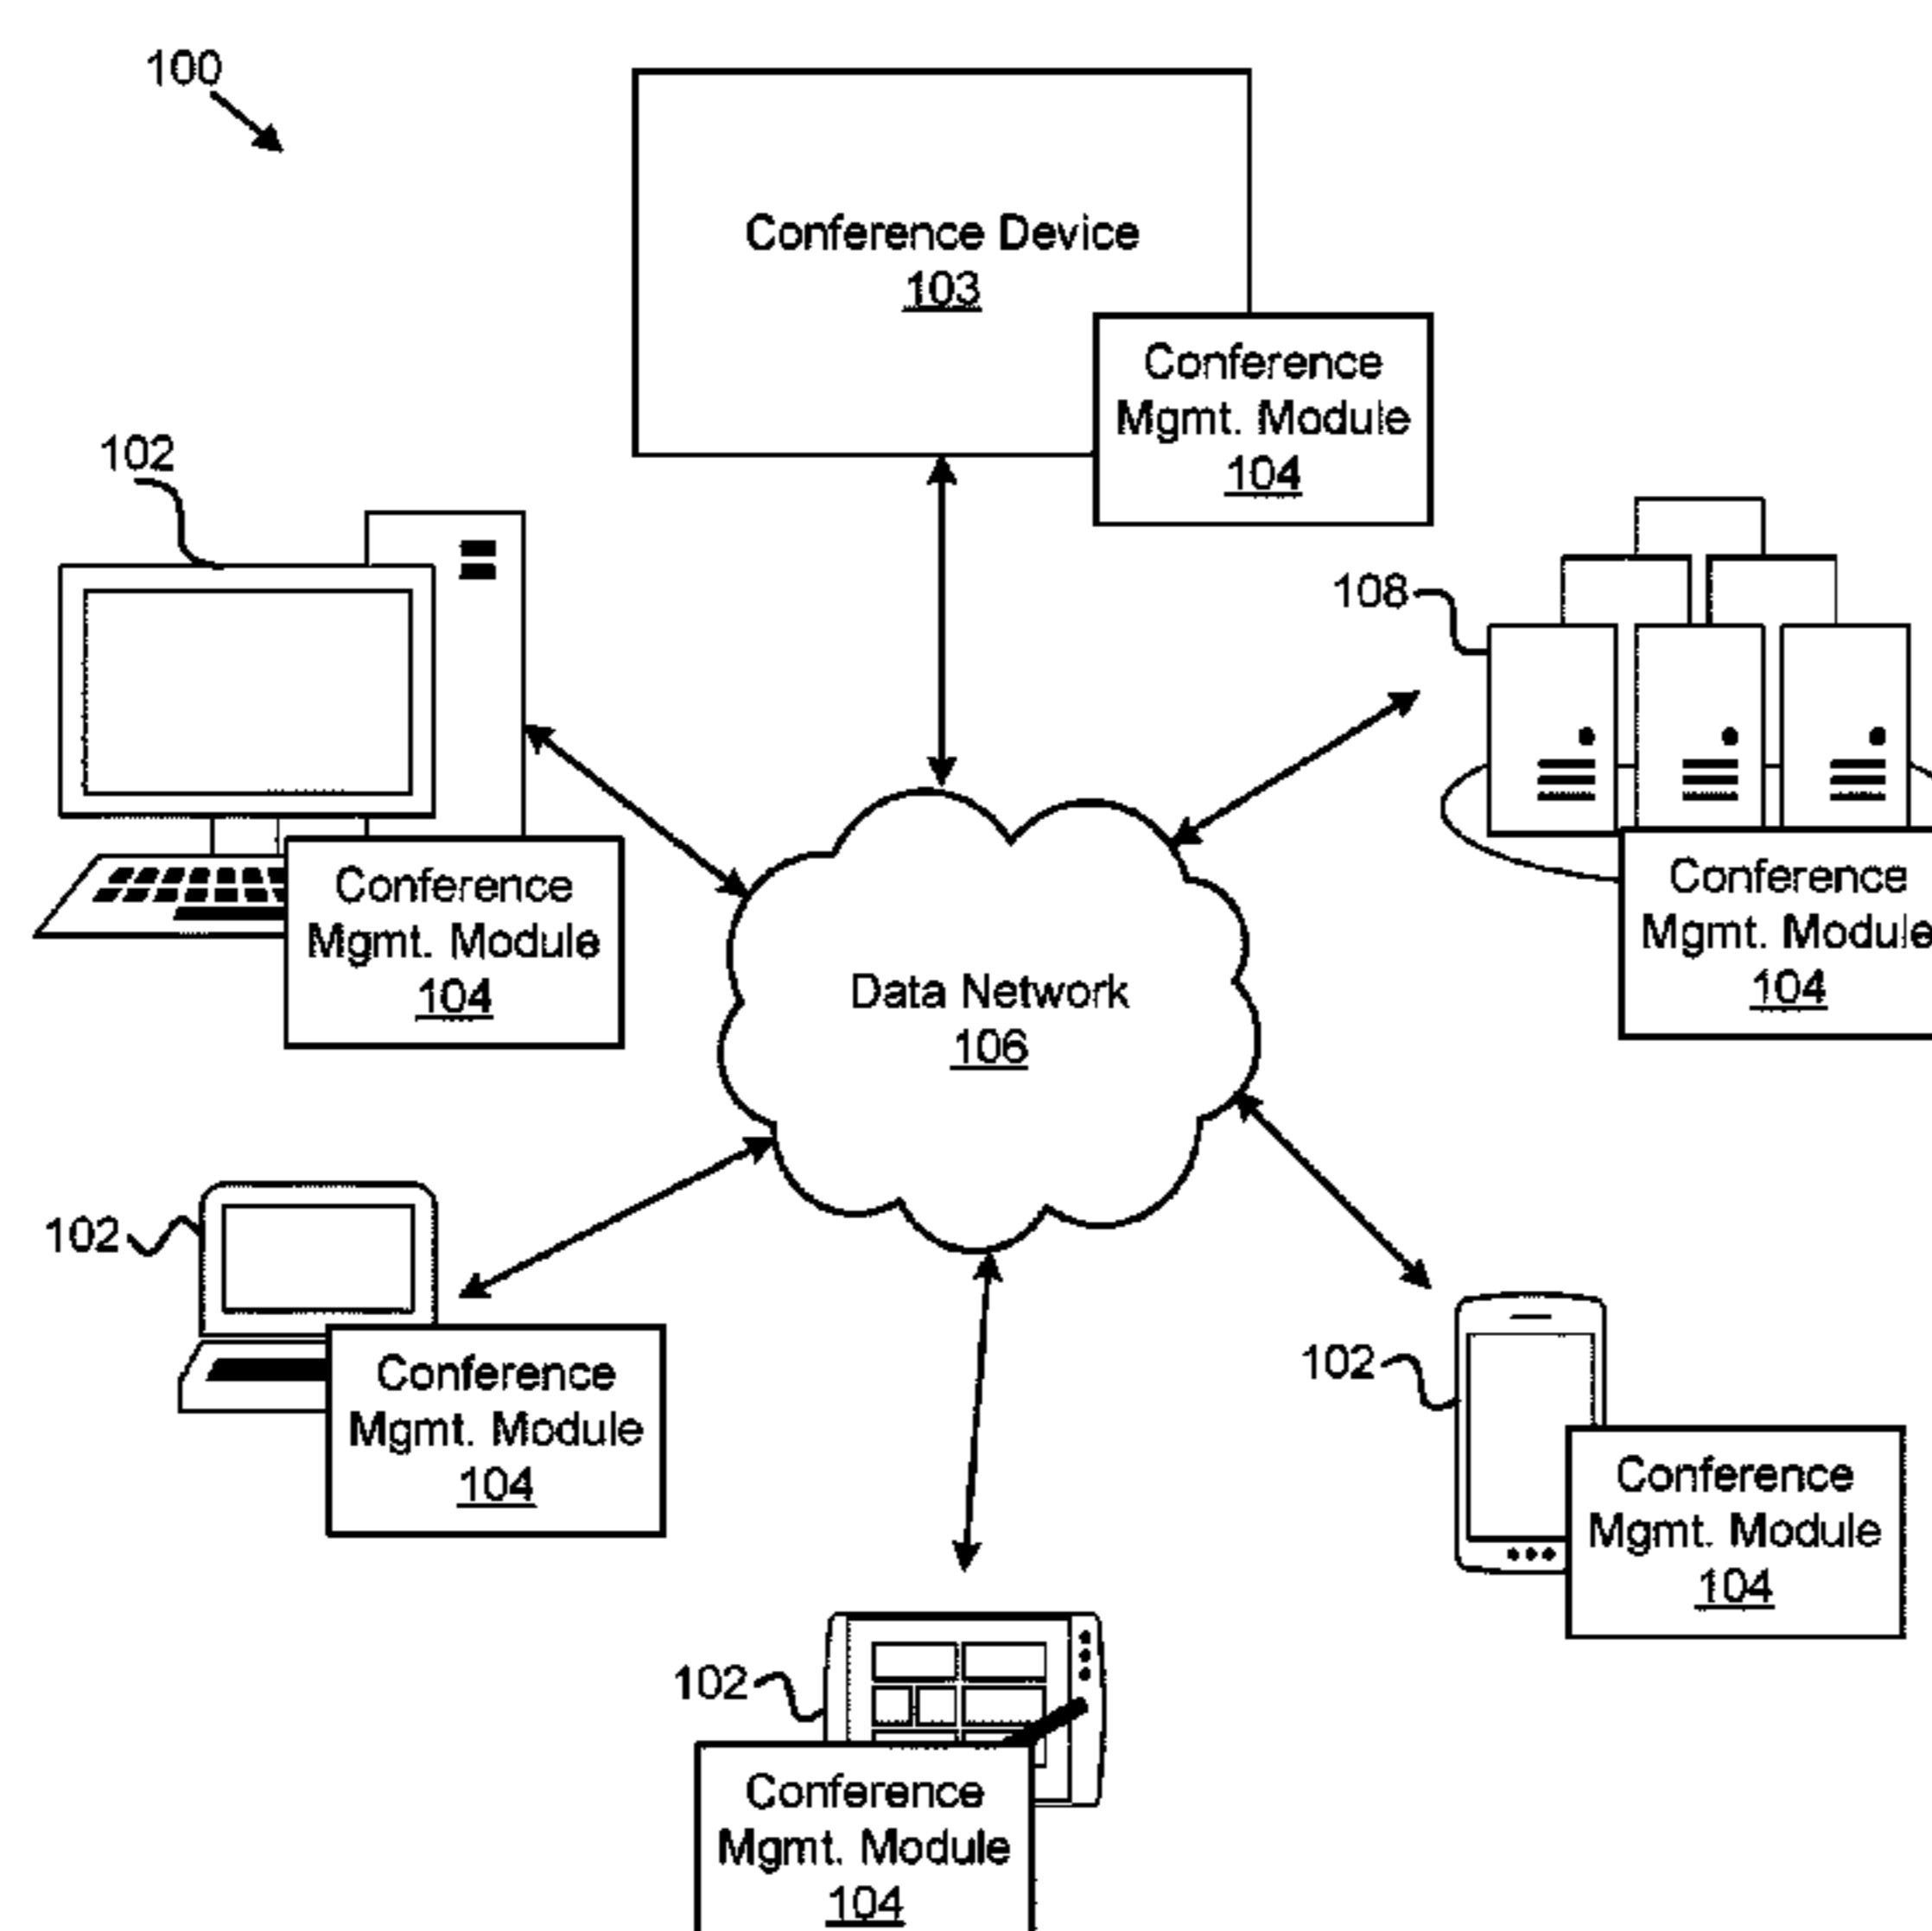 100
Conference Device
103
Conference
Mgmt. Module
104
102
108
Conference
Mgmt. Module
104
Conference
Mgmt. Module
104
Data Network
106
102
Conference
Mgmt. Module
104
102
Conference
Mgmt. Module
104
102
Conference
Mgmt. Module
104